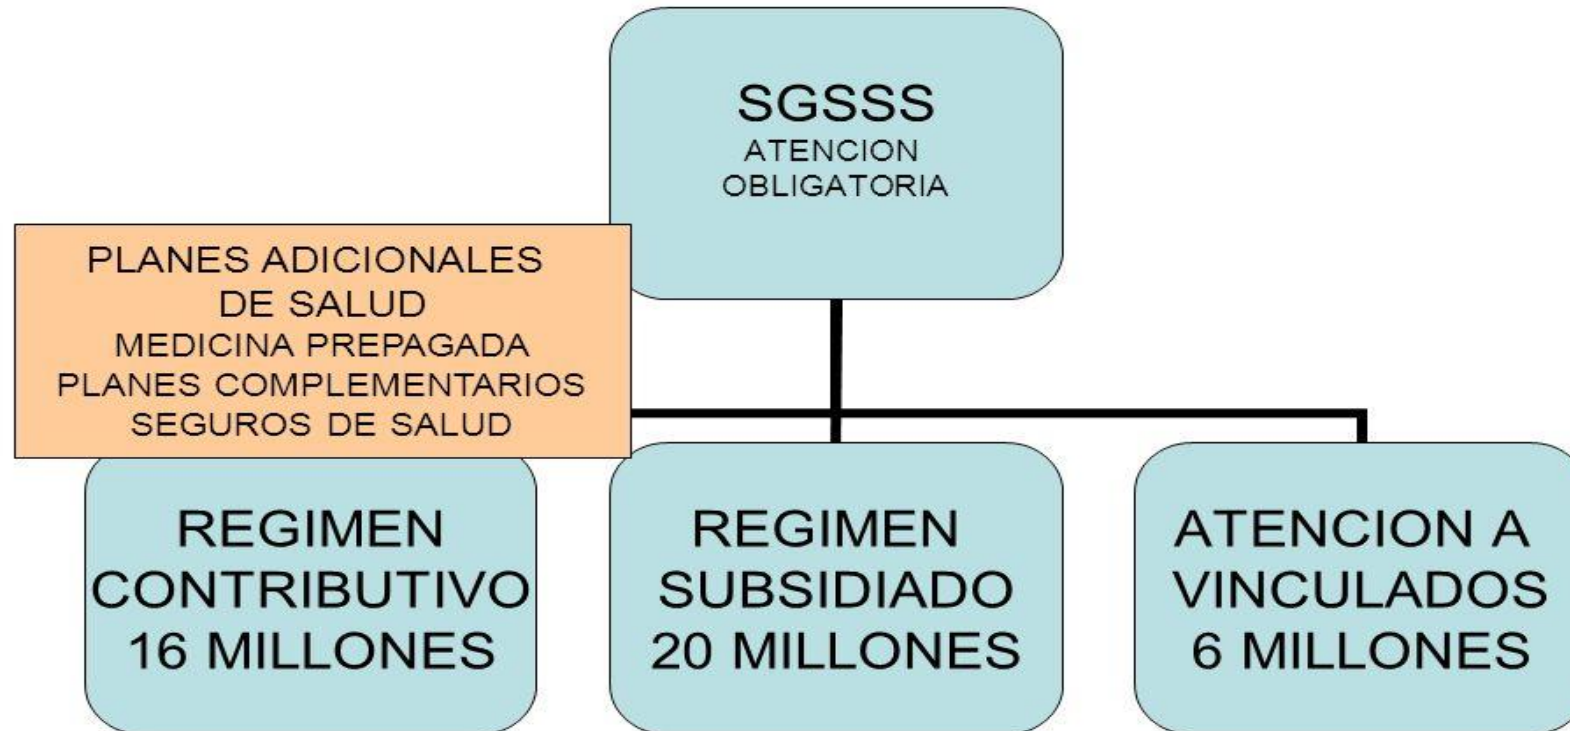 SGSSS
ATENCION
OBLIGATORIA
PLANES ADICIONALES
DE SALUD
MEDICINA PREPAGADA
PLANES COMPLEMENTARIOS
SEGUROS DE SALUD
REGIMEN
CONTRIBUTIVO
16 MILLONES
REGIMEN
SUBSIDIADO
20 MILLONES
ATENCION A
VINCULADOS
6 MILLONES